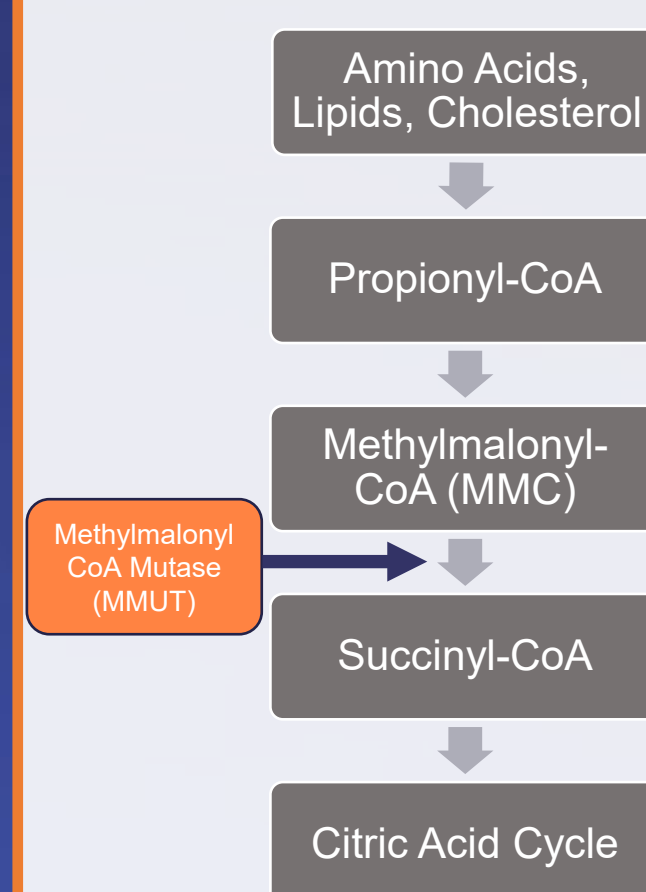 Amino Acids,
Lipids, Cholesterol
Propionyl-CoA
Methylmalonyl-
CoA (MMC)
Methylmalonyl
CoA Mutase
(MMUT)
Succinyl-CoA
Citric Acid Cycle